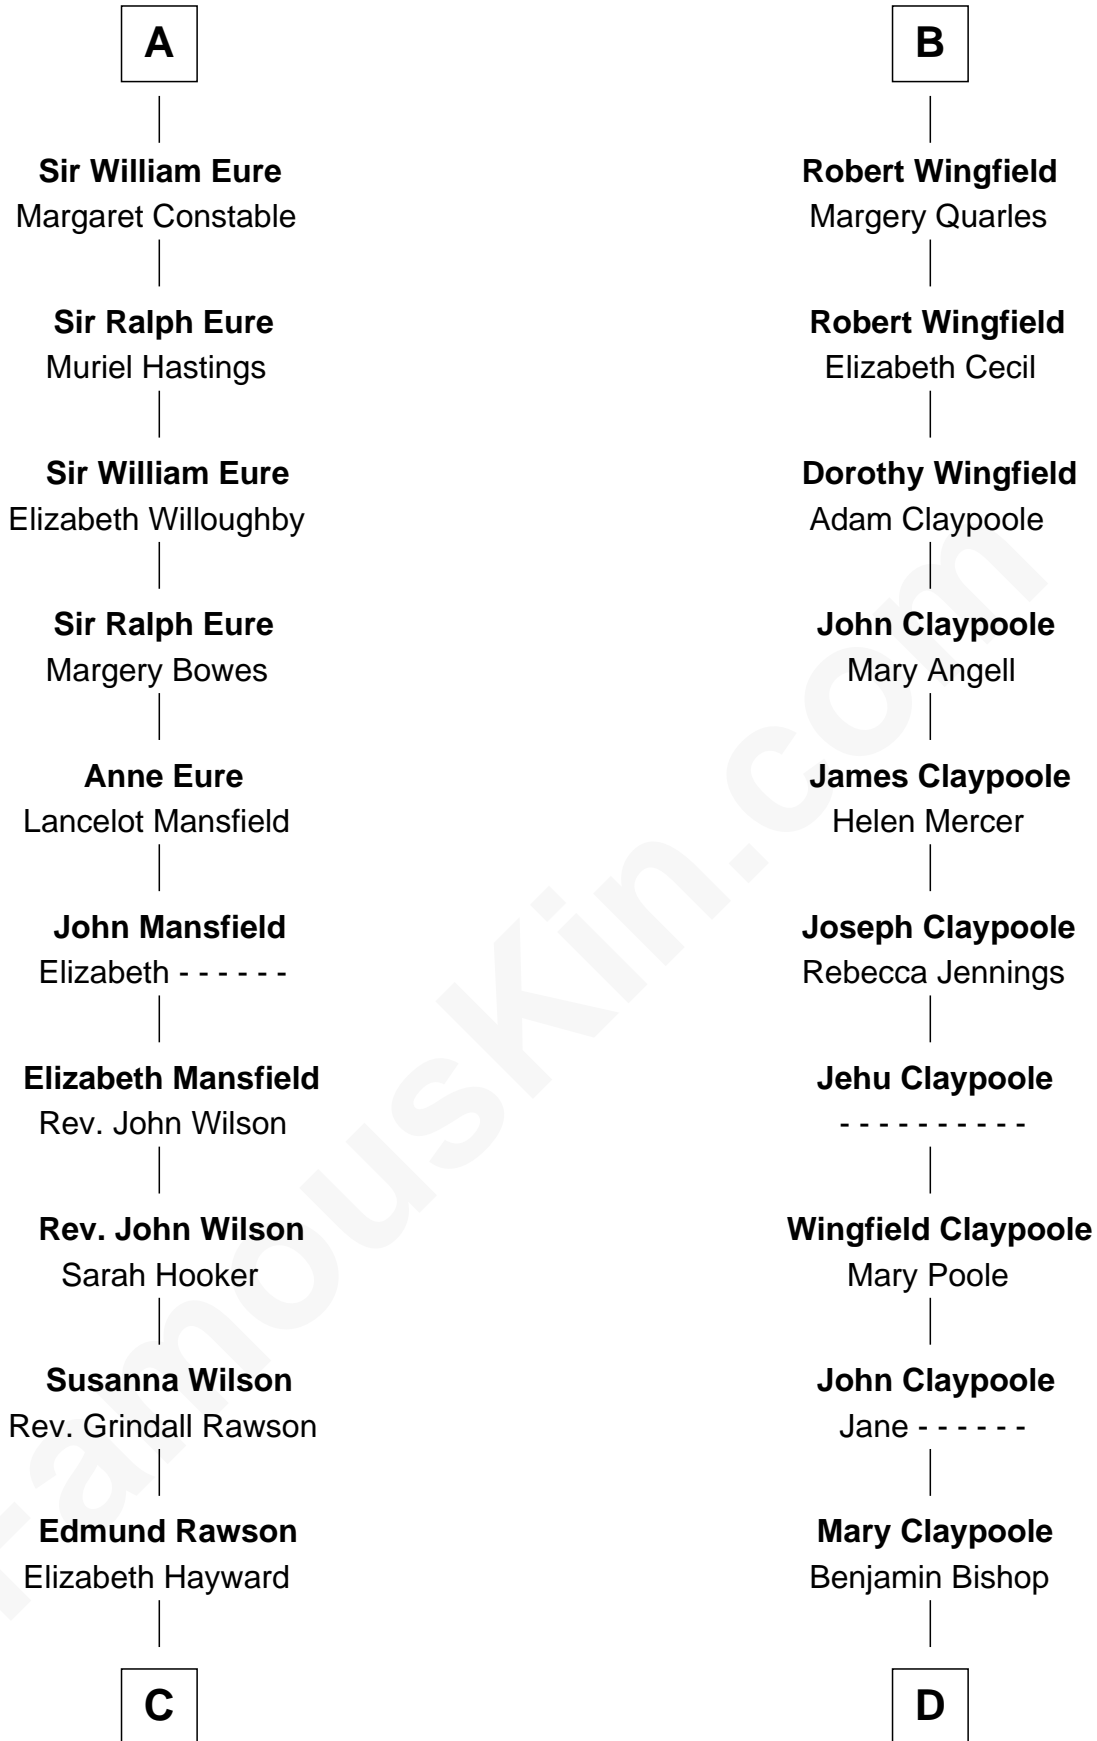 A
Sir William Eure
Margaret Constable
Sir Ralph Eure
Muriel Hastings
Sir William Eure
Elizabeth Willoughby
Sir Ralph Eure
Margery Bowes
Anne Eure
Lancelot Mansfield
John Mansfield
Elizabeth - - - - - -
Elizabeth Mansfield
Rev. John Wilson
Rev. John Wilson
Sarah Hooker
Susanna Wilson
Rev. Grindall Rawson
Edmund Rawson
Elizabeth Hayward
C
B
Robert Wingfield
Margery Quarles
Robert Wingfield
Elizabeth Cecil
Dorothy Wingfield
Adam Claypoole
John Claypoole
Mary Angell
James Claypoole
Helen Mercer
Joseph Claypoole
Rebecca Jennings
Jehu Claypoole
- - - - - - - - - -
Wingfield Claypoole
Mary Poole
John Claypoole
Jane - - - - - -
Mary Claypoole
Benjamin Bishop
D
FamousKin.com